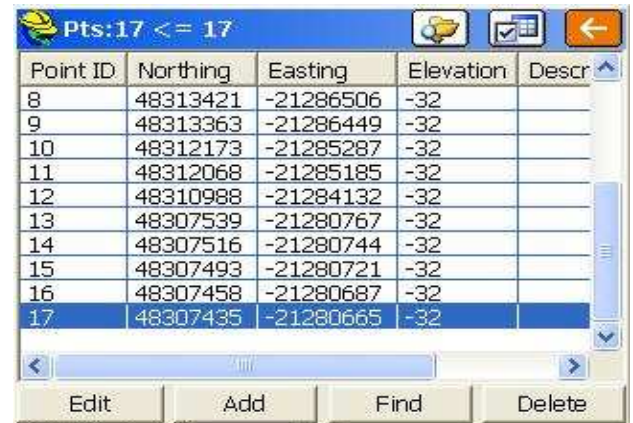 Pts:17 <= 17
Point ID Northing Easting Elevation Descr
8 48313421 -21286506 -32
9 48313363 -21286449 -32
10 48312173 -21285287 -32
11 48312068 -21285185 -32
12 48310988 -21284132 -32
13 48307539 -21280767 -32
14 48307516 -21280744 -32
15 48307493 -21280721 -32
16 48307458 -21280687 -32
17 48307435 -21280665 -32
Edit Add Find Delete